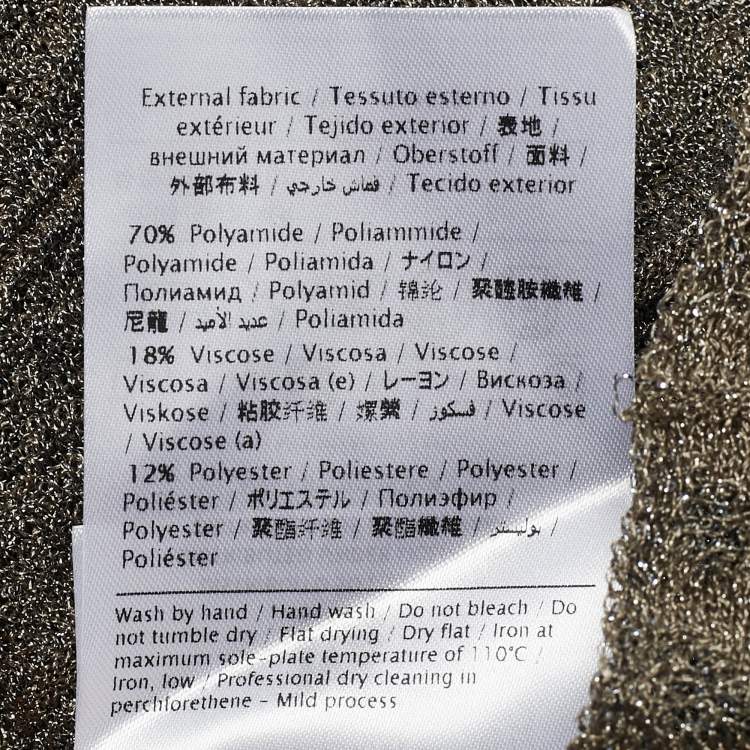 External fabric / Tessuto esterno / Tissu
extérieur / Tejido exterior / 表地 /
внешний материал / Oberstoff / 面料 /
外部布料 / قماش خارجي / Tecido exterior
70% Polyamide / Poliammide /
Polyamide / Poliamida / ナイロン /
Полиамид / Polyamid / 锦纶 / 聚醯胺纖維 /
尼龍 / عديد الأميد / Poliamida
18% Viscose / Viscosa / Viscose /
Viscosa / Viscosa (e) / レーヨン / Вискоза /
Viskose / 粘胶纤维 / 嫘縈 / فسكوز / Viscose
/ Viscose (a)
12% Polyester / Poliestere / Polyester /
Poliéster / ポリエステル / Полиэфир /
Polyester / 聚酯纤维 / 聚酯纖維 / بوليستر /
Poliéster
Wash by hand / Hand wash / Do not bleach / Do
not tumble dry / Flat drying / Dry flat / Iron at
maximum sole-plate temperature of 110°C /
Iron, low / Professional dry cleaning in
perchlorethene - Mild process